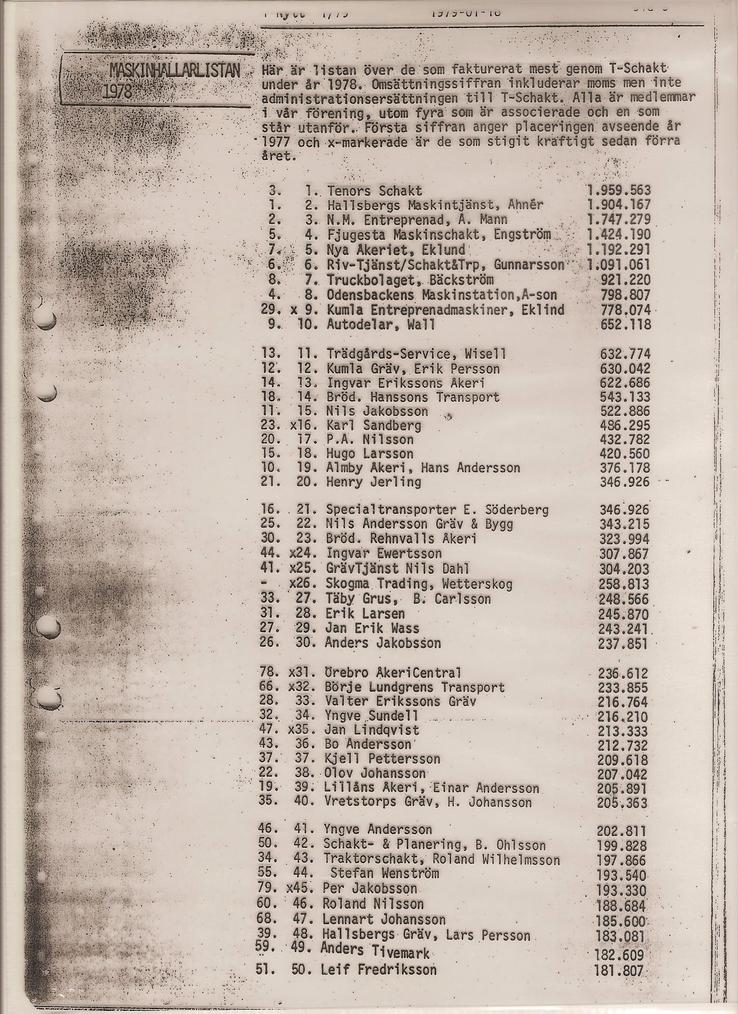 T Nytt 1/79 1979-01-16
MASKINHÅLLARLISTAN
1978
Här är listan över de som fakturerat mest genom T-Schakt
under år 1978. Omsättningssiffran inkluderar moms men inte
administrationsersättningen till T-Schakt. Alla är medlemmar
i vår förening, utom fyra som är associerade och en som
står utanför. Första siffran anger placeringen avseende år
1977 och x-markerade är de som stigit kraftigt sedan förra
året.
3. 1. Tenors Schakt 1.959.563
1. 2. Hallsbergs Maskintjänst, Ahnér 1.904.167
2. 3. N.M. Entreprenad, A. Mann 1.747.279
5. 4. Fjugesta Maskinschakt, Engström 1.424.190
7. 5. Nya Åkeriet, Eklund 1.192.291
6. 6. Riv-Tjänst/Schakt&Trp, Gunnarsson 1.091.061
8. 7. Truckbolaget, Bäckström 921.220
4. 8. Odensbackens Maskinstation,A-son 798.807
29. x 9. Kumla Entreprenadmaskiner, Eklind 778.074
9. 10. Autodelar, Wall 652.118
13. 11. Trädgårds-Service, Wisell 632.774
12. 12. Kumla Gräv, Erik Persson 630.042
14. 13. Ingvar Erikssons Åkeri 622.686
18. 14. Bröd. Hanssons Transport 543.133
11. 15. Nils Jakobsson 522.886
23. x16. Karl Sandberg 486.295
20. 17. P.A. Nilsson 432.782
15. 18. Hugo Larsson 420.560
10. 19. Almby Åkeri, Hans Andersson 376.178
21. 20. Henry Jerling 346.926
16. 21. Specialtransporter E. Söderberg 346.926
25. 22. Nils Andersson Gräv & Bygg 343.215
30. 23. Bröd. Rehnvalls Åkeri 323.994
44. x24. Ingvar Ewertsson 307.867
41. x25. GrävTjänst Nils Dahl 304.203
- x26. Skogma Trading, Wetterskog 258.813
33. 27. Täby Grus, B. Carlsson 248.566
31. 28. Erik Larsen 245.870
27. 29. Jan Erik Wass 243.241
26. 30. Anders Jakobsson 237.851
78. x31. Örebro ÅkeriCentral 236.612
66. x32. Börje Lundgrens Transport 233.855
28. 33. Valter Erikssons Gräv 216.764
32. 34. Yngve Sundell 216.210
47. x35. Jan Lindqvist 213.333
43. 36. Bo Andersson 212.732
37. 37. Kjell Pettersson 209.618
22. 38. Olov Johansson 207.042
19. 39. Lillåns Åkeri, Einar Andersson 205.891
35. 40. Vretstorps Gräv, H. Johansson 205.363
46. 41. Yngve Andersson 202.811
50. 42. Schakt- & Planering, B. Ohlsson 199.828
34. 43. Traktorschakt, Roland Wilhelmsson 197.866
55. 44. Stefan Wenström 193.540
79. x45. Per Jakobsson 193.330
60. 46. Roland Nilsson 188.684
68. 47. Lennart Johansson 185.600
39. 48. Hallsbergs Gräv, Lars Persson 183.081
59. 49. Anders Tivemark 182.609
51. 50. Leif Fredriksson 181.807